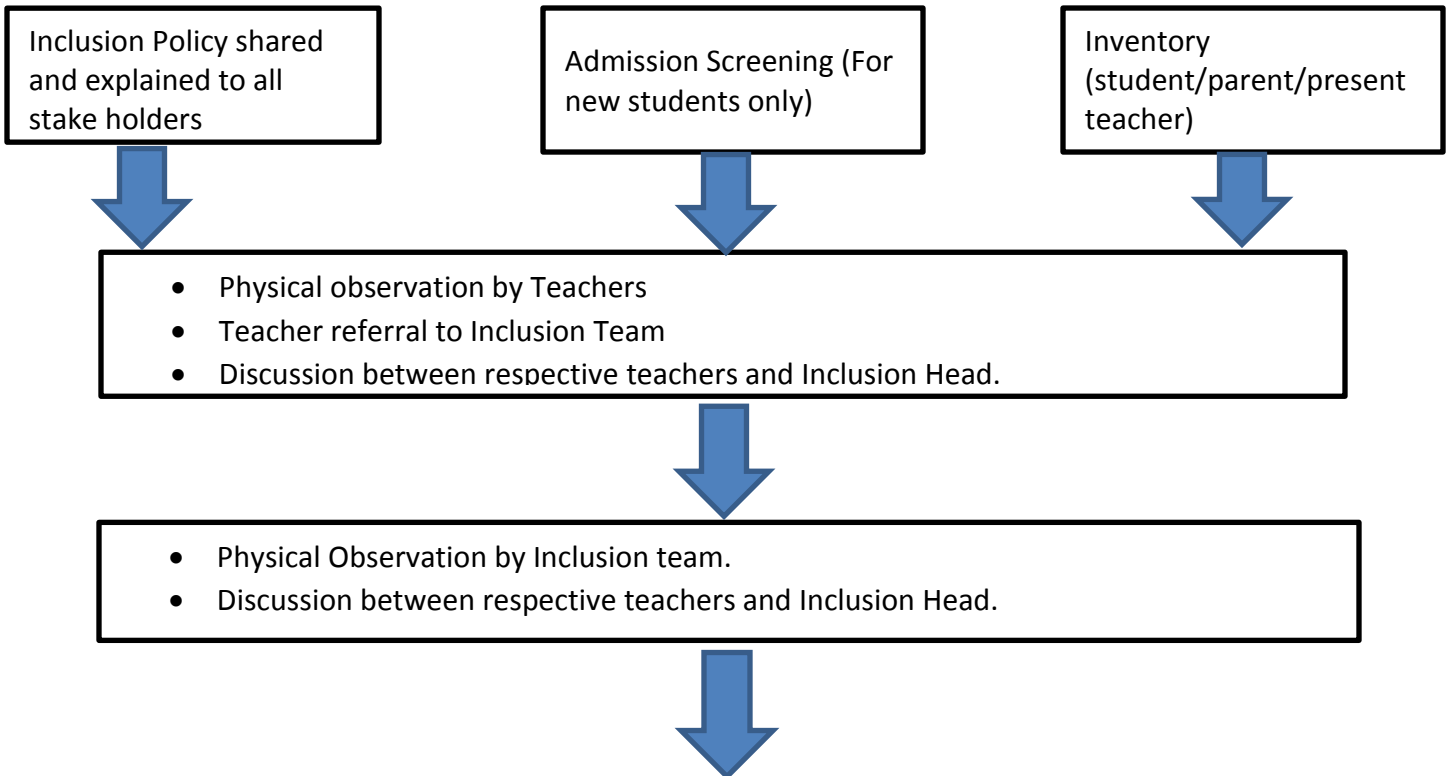 Inclusion Policy shared
and explained to all
stake holders
Admission Screening (For
new students only)
Inventory
(student/parent/present
teacher)
• Physical observation by Teachers
• Teacher referral to Inclusion Team
• Discussion between respective teachers and Inclusion Head.
• Physical Observation by Inclusion team.
• Discussion between respective teachers and Inclusion Head.